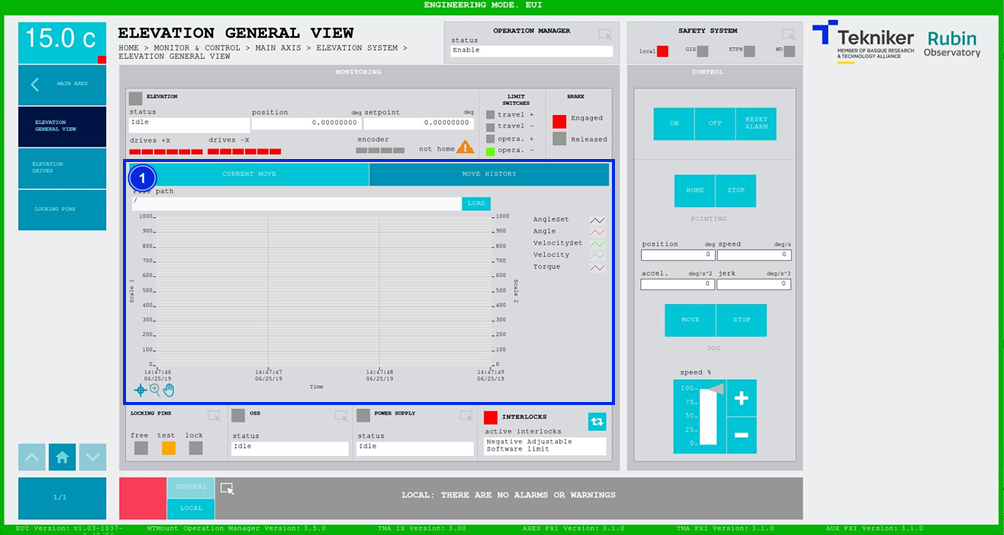 ENGINEERING MODE. EUI
15.0 c
ELEVATION GENERAL VIEW
HOME > MONITOR & CONTROL > MAIN AXIS > ELEVATION SYSTEM >
ELEVATION GENERAL VIEW
OPERATION MANAGER
status
Enable
SAFETY SYSTEM
local GIS ETPB WD
Tekniker
MEMBER OF BASQUE RESEARCH
& TECHNOLOGY ALLIANCE
Rubin
Observatory
MAIN AXES
ELEVATION
GENERAL VIEW
ELEVATION
DRIVES
LOCKING PINS
MONITORING
ELEVATION
status
Idle
position deg
0.00000000
setpoint deg
0.00000000
drives +X
drives -X
encoder
not home
LIMIT
SWITCHES
travel +
travel -
opera. +
opera. -
BRAKE
Engaged
Released
1
CURRENT MOVE
MOVE HISTORY
File path
/
LOAD
1000
900
800
700
600
500
400
300
200
100
0
Scale 1
1000
900
800
700
600
500
400
300
200
100
0
Scale 2
14:47:46
06/25/19
14:47:47
06/25/19
14:47:48
06/25/19
14:47:49
06/25/19
Time
AngleSet
Angle
VelocitySet
Velocity
Torque
LOCKING PINS
free test lock
OSS
status
Idle
POWER SUPPLY
status
Idle
INTERLOCKS
active interlocks
Negative Adjustable
Software limit
CONTROL
ON
OFF
RESET
ALARM
HOME
STOP
POINTING
position deg
0
speed deg/s
0
accel. deg/s^2
0
jerk deg/s^3
0
MOVE
STOP
JOG
speed %
100
75
50
25
0
+
-
1/1
GENERAL
LOCAL
LOCAL: THERE ARE NO ALARMS OR WARNINGS
EUI Version: v1.03-1037-
MTMount Operation Manager Version: 3.5.0
TMA IS Version: 3.00
AXES PXI Version: 3.1.0
TMA PXI Version: 3.1.0
AUX PXI Version: 3.1.0